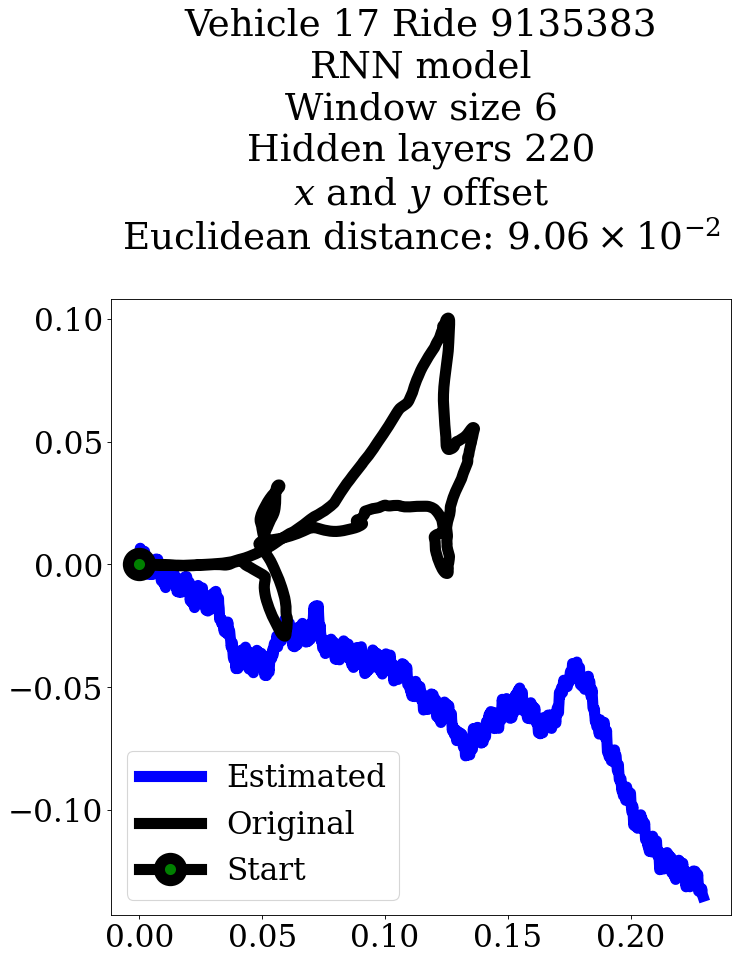 Vehicle 17 Ride 9135383
RNN model
Window size 6
Hidden layers 220
x and y offset
Euclidean distance: 9.06 × 10⁻²
0.10
0.05
0.00
−0.05
−0.10
Estimated
Original
Start
0.00 0.05 0.10 0.15 0.20